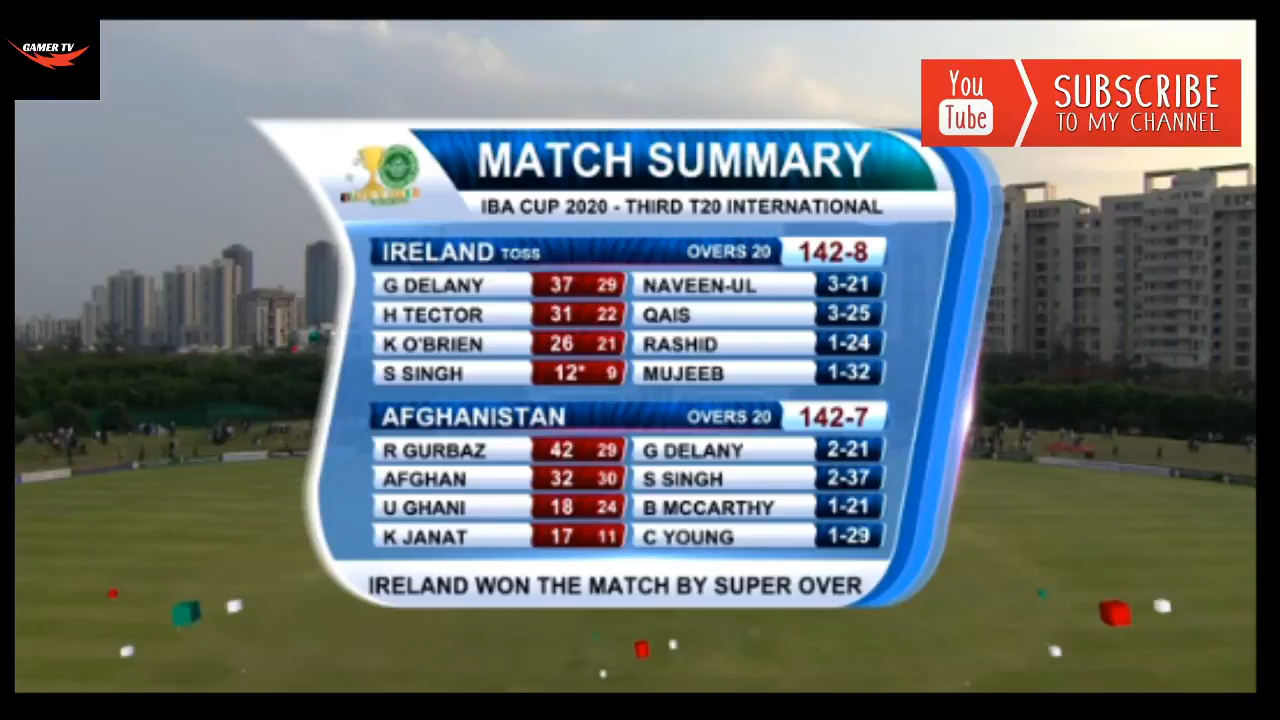 GAMER TV
You
Tube
SUBSCRIBE
TO MY CHANNEL
MATCH SUMMARY
IBA CUP 2020 - THIRD T20 INTERNATIONAL
IRELAND TOSS OVERS 20 142-8
G DELANY 37 29 NAVEEN-UL 3-21
H TECTOR 31 22 QAIS 3-25
K O'BRIEN 26 21 RASHID 1-24
S SINGH 12* 9 MUJEEB 1-32
AFGHANISTAN OVERS 20 142-7
R GURBAZ 42 29 G DELANY 2-21
AFGHAN 32 30 S SINGH 2-37
U GHANI 18 24 B MCCARTHY 1-21
K JANAT 17 11 C YOUNG 1-29
IRELAND WON THE MATCH BY SUPER OVER